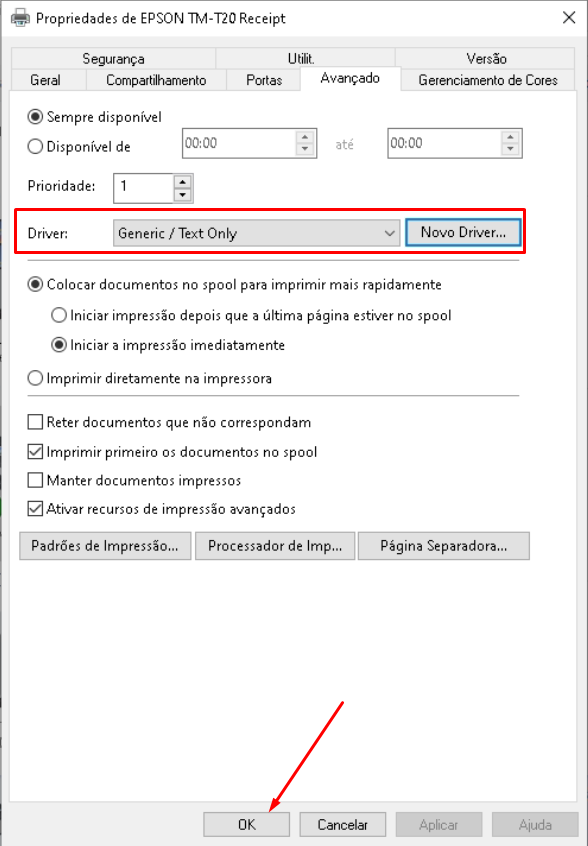 Propriedades de EPSON TM-T20 Receipt
Segurança Utilit. Versão
Geral Compartilhamento Portas Avançado Gerenciamento de Cores
Sempre disponível
Disponível de 00:00 até 00:00
Prioridade: 1
Driver: Generic / Text Only Novo Driver...
Colocar documentos no spool para imprimir mais rapidamente
Iniciar impressão depois que a última página estiver no spool
Iniciar a impressão imediatamente
Imprimir diretamente na impressora
Reter documentos que não correspondam
Imprimir primeiro os documentos no spool
Manter documentos impressos
Ativar recursos de impressão avançados
Padrões de Impressão... Processador de Imp... Página Separadora...
OK Cancelar Aplicar Ajuda